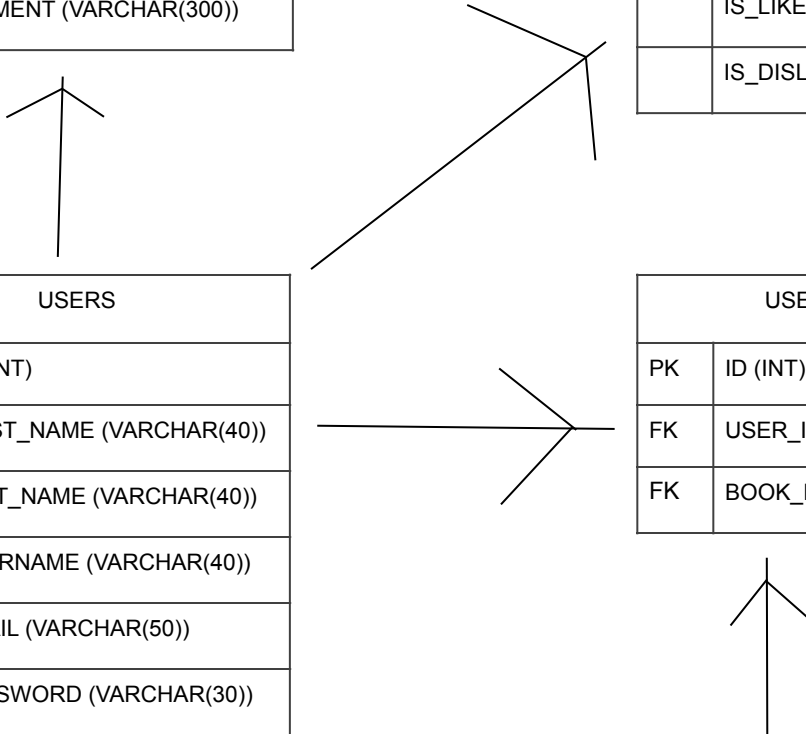 MENT (VARCHAR(300))
IS_LIKE
IS_DISL
USERS
NT)
ST_NAME (VARCHAR(40))
T_NAME (VARCHAR(40))
RNAME (VARCHAR(40))
IL (VARCHAR(50))
SWORD (VARCHAR(30))
USE
PK ID (INT)
FK USER_I
FK BOOK_